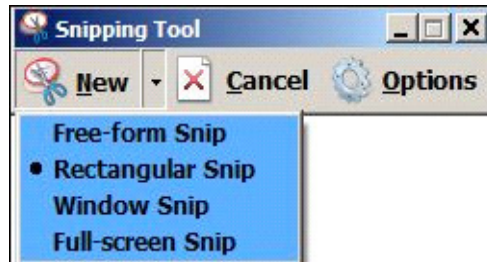 Snipping Tool
New Cancel Options
Free-form Snip
Rectangular Snip
Window Snip
Full-screen Snip